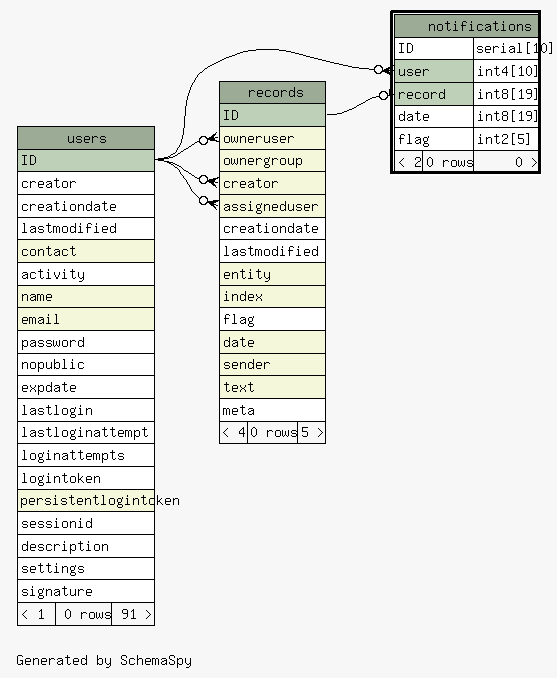 notifications
ID serial[10]
user int4[10]
record int8[19]
date int8[19]
flag int2[5]
< 2 0 rows 0 >
records
ID
owneruser
ownergroup
creator
assigneduser
creationdate
lastmodified
entity
index
flag
date
sender
text
meta
< 4 0 rows 5 >
users
ID
creator
creationdate
lastmodified
contact
activity
name
email
password
nopublic
expdate
lastlogin
lastloginattempt
loginattempts
logintoken
persistentlogintoken
sessionid
description
settings
signature
< 1 0 rows 91 >
Generated by SchemaSpy